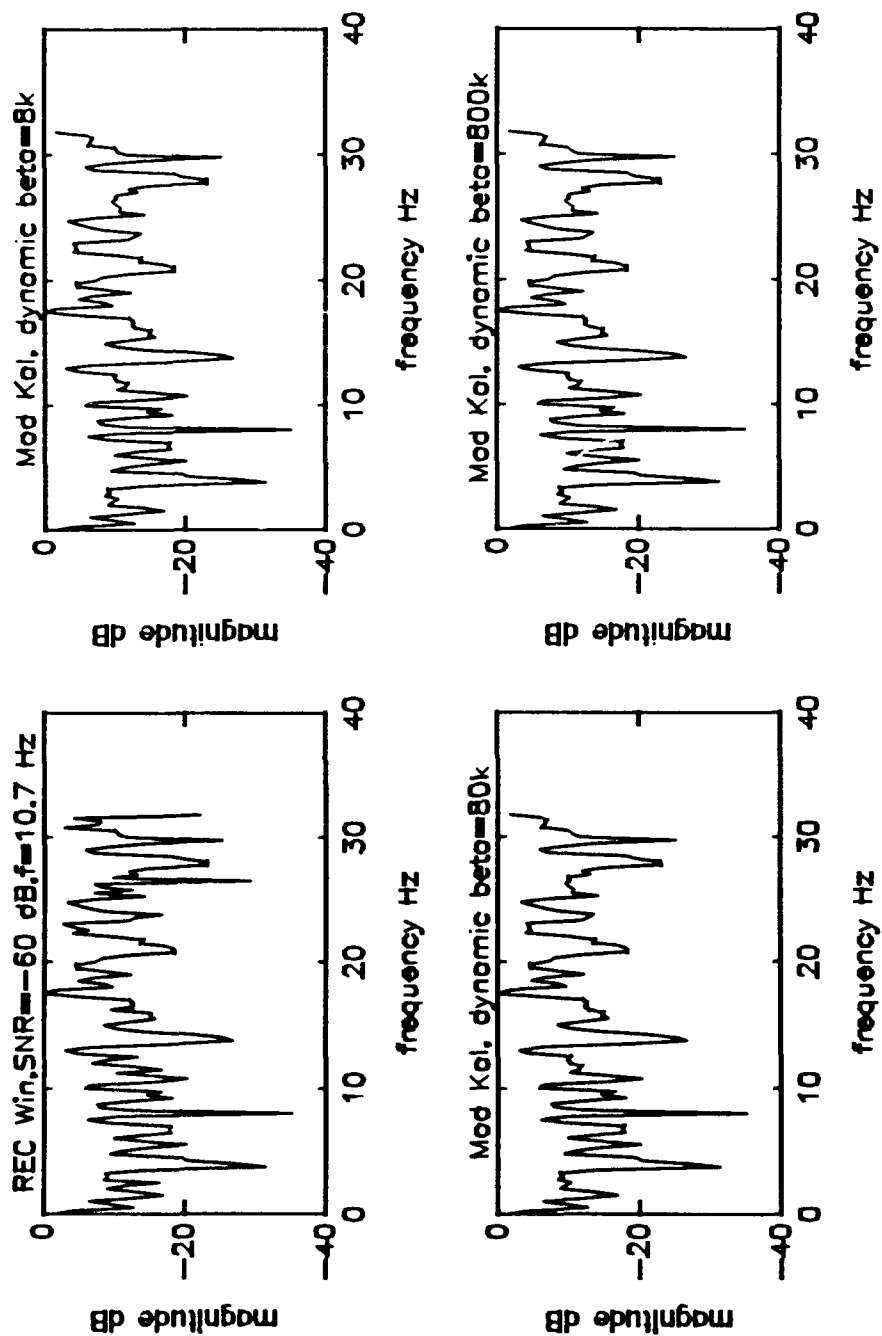 REC Win,SNR=-60 dB,f=10.7 Hz
0
-20
-40
magnitude dB
0
10
20
30
40
frequency Hz
Mod Kal, dynamic beta=8k
0
-20
-40
magnitude dB
0
10
20
30
40
frequency Hz
Mod Kal, dynamic beta=80k
0
-20
-40
magnitude dB
0
10
20
30
40
frequency Hz
Mod Kal, dynamic beta=800k
0
-20
-40
magnitude dB
0
10
20
30
40
frequency Hz